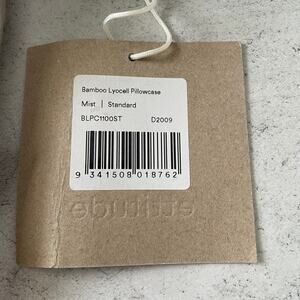 Bamboo Lyocell Pillowcase
Mist | Standard
BLPC1100ST D2009
9 341508 018762
ettitude